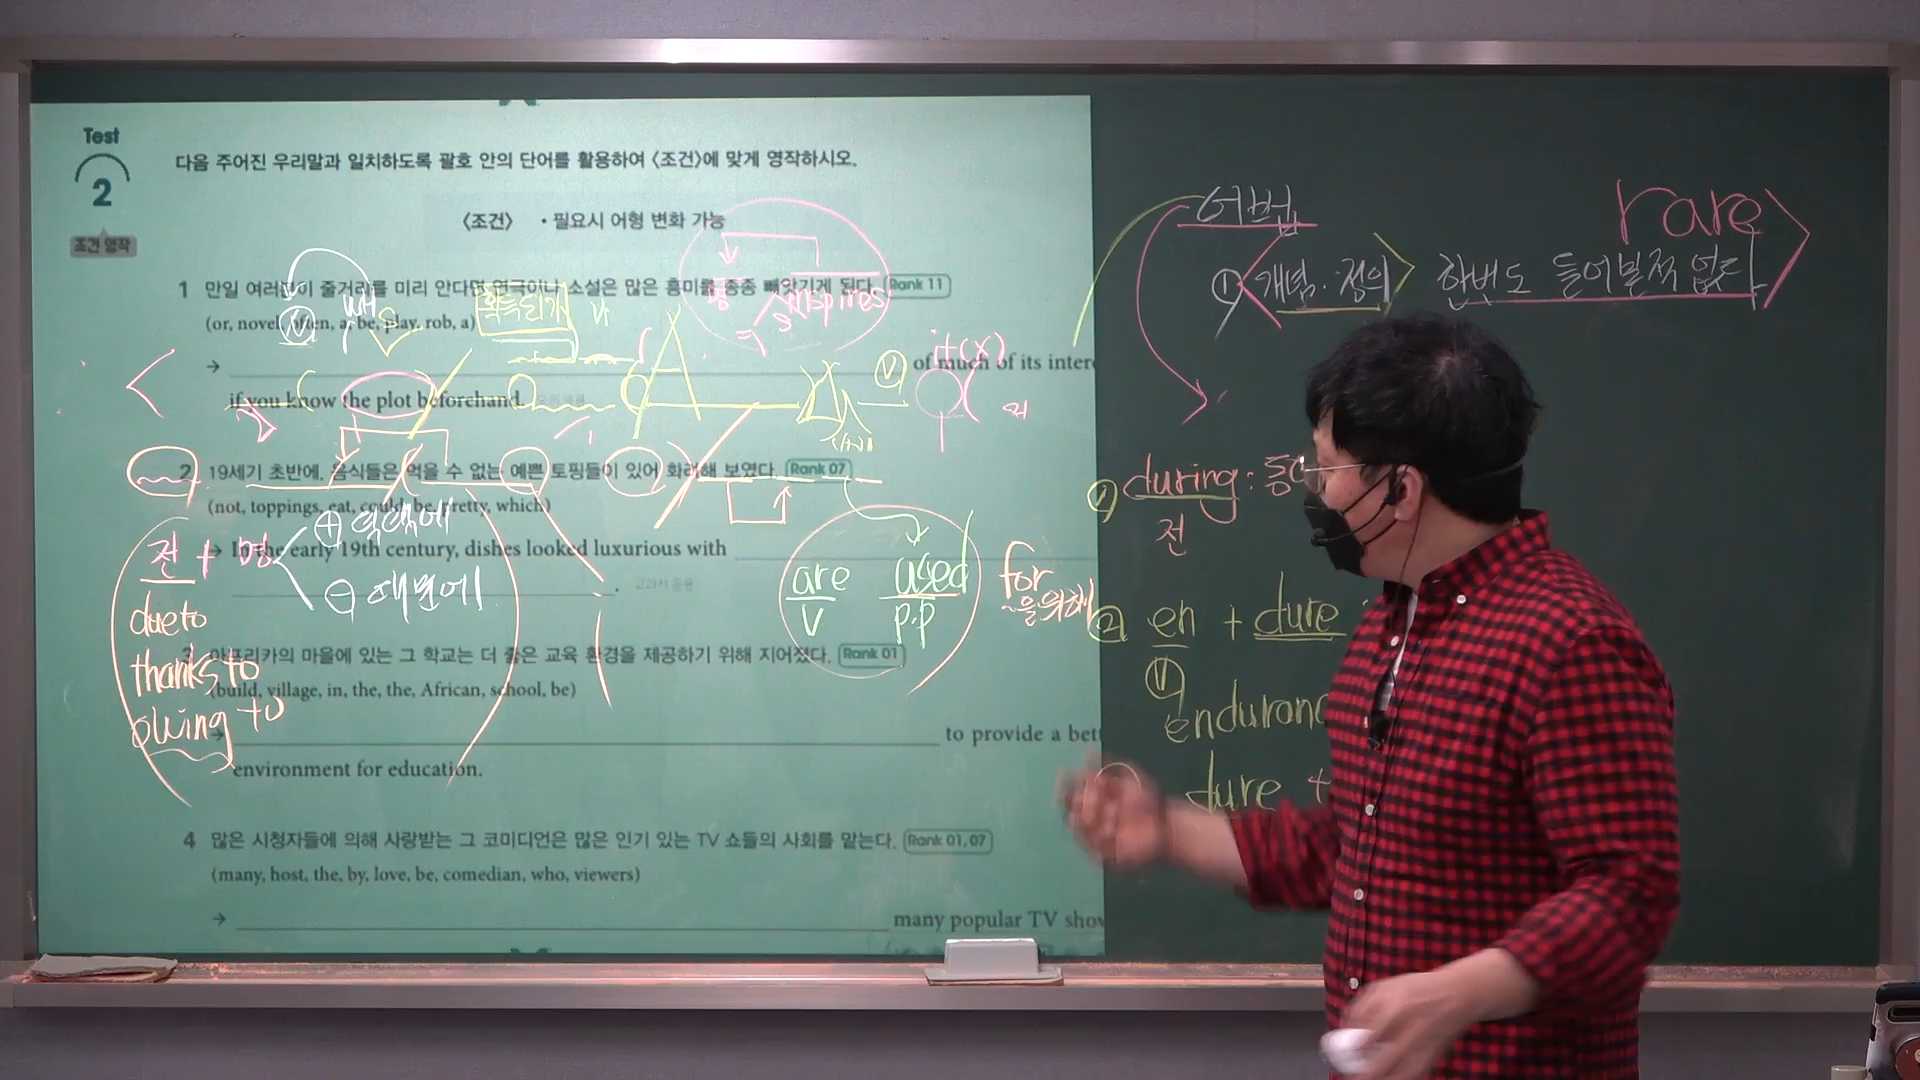 Test
2
조건 영작
다음 주어진 우리말과 일치하도록 괄호 안의 단어를 활용하여 〈조건〉에 맞게 영작하시오.
〈조건〉 • 필요시 어형 변화 가능
1 만일 여러분이 줄거리를 미리 안다면 연극이나 소설은 많은 흥미를 종종 빼앗기게 된다. Rank 11
(or, novel, often, a, be, play, rob, a)
→ of much of its inter
if you know the plot beforehand.
2 19세기 초반에, 음식들은 먹을 수 없는 예쁜 토핑들이 있어 화려해 보였다. Rank 07
(not, toppings, eat, could, be, pretty, which)
→ In the early 19th century, dishes looked luxurious with
.
3 아프리카의 마을에 있는 그 학교는 더 좋은 교육 환경을 제공하기 위해 지어졌다. Rank 01
(build, village, in, the, the, African, school, be)
→ to provide a bett
environment for education.
4 많은 시청자들에 의해 사랑받는 그 코미디언은 많은 인기 있는 TV 쇼들의 사회를 맡는다. Rank 01, 07
(many, host, the, by, love, be, comedian, who, viewers)
→ many popular TV show
획득되게
inspires
it(x)
전 + 명
+ 덕택에
- 때문에
due to
thanks to
owing to
are used for
v p.p ~을 위해
어법 rare
① 개념·정의 한번도 들어본적 없다
during :
전
② en + dure
ⓥ
dure +